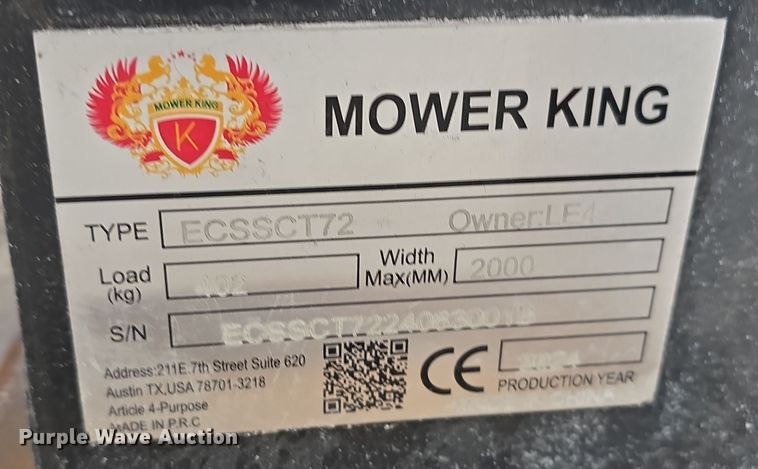 MOWER KING
K
MOWER KING
TYPE ECSSCT72 Owner:LE4
Load (kg) 402 Width Max(MM) 2000
S/N
Address:211E.7th Street Suite 620
Austin TX,USA 78701-3218
Article 4-Purpose
MADE IN P.R.C
CE
PRODUCTION YEAR
Purple Wave Auction